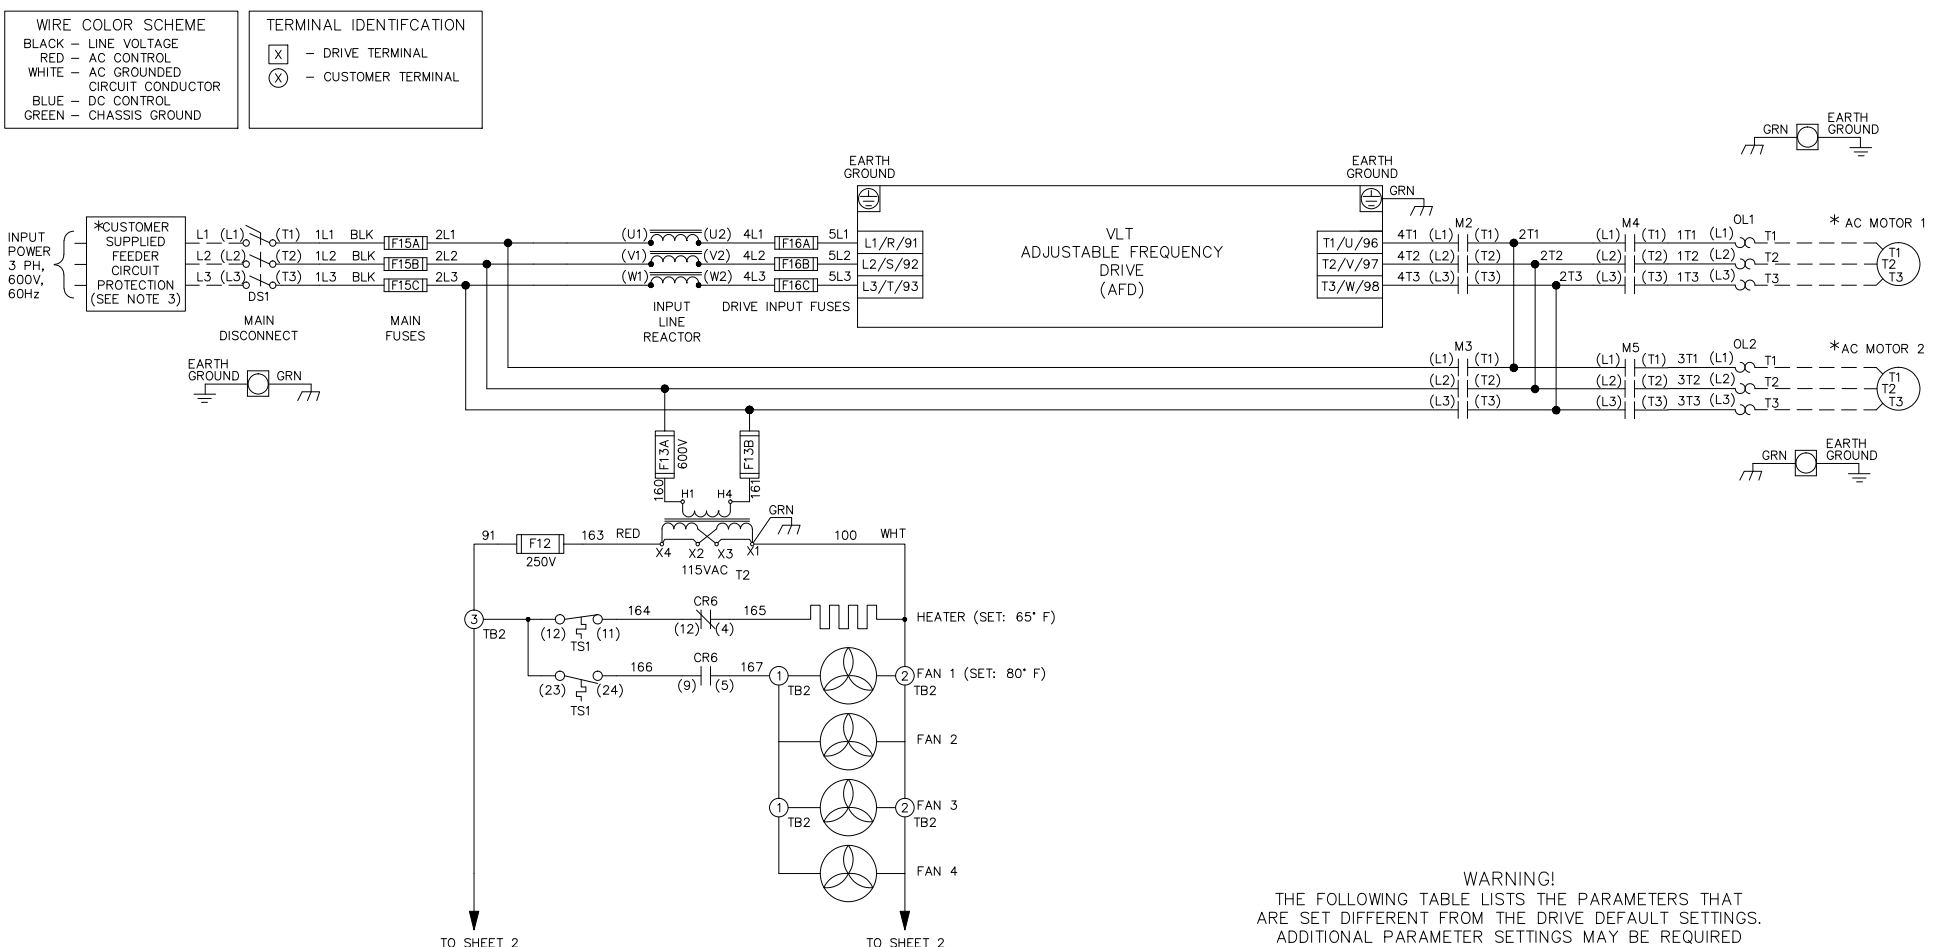 WIRE COLOR SCHEME
BLACK – LINE VOLTAGE
RED – AC CONTROL
WHITE – AC GROUNDED
CIRCUIT CONDUCTOR
BLUE – DC CONTROL
GREEN – CHASSIS GROUND
TERMINAL IDENTIFCATION
X – DRIVE TERMINAL
X – CUSTOMER TERMINAL
INPUT
POWER
3 PH,
600V,
60Hz
*CUSTOMER
SUPPLIED
FEEDER
CIRCUIT
PROTECTION
(SEE NOTE 3)
L1 (L1) (T1) 1L1 BLK F15A 2L1
L2 (L2) (T2) 1L2 BLK F15B 2L2
L3 (L3) (T3) 1L3 BLK F15C 2L3
DS1
MAIN
DISCONNECT
MAIN
FUSES
EARTH
GROUND GRN
(U1) (U2) 4L1 F16A 5L1
(V1) (V2) 4L2 F16B 5L2
(W1) (W2) 4L3 F16C 5L3
INPUT
LINE
REACTOR
DRIVE INPUT FUSES
EARTH
GROUND
L1/R/91
L2/S/92
L3/T/93
VLT
ADJUSTABLE FREQUENCY
DRIVE
(AFD)
EARTH
GROUND
GRN
T1/U/96
T2/V/97
T3/W/98
M2
4T1 (L1) (T1) 2T1
4T2 (L2) (T2) 2T2
4T3 (L3) (T3) 2T3
M4
OL1
(L1) (T1) 1T1 (L1) T1
(L2) (T2) 1T2 (L2) T2
(L3) (T3) 1T3 (L3) T3
* AC MOTOR 1
T1
T2
T3
GRN EARTH
GROUND
M3
(L1) (T1)
(L2) (T2)
(L3) (T3)
M5
OL2
(L1) (T1) 3T1 (L1) T1
(L2) (T2) 3T2 (L2) T2
(L3) (T3) 3T3 (L3) T3
*AC MOTOR 2
T1
T2
T3
GRN EARTH
GROUND
F13A
600V
F13B
160
161
H1 H4
GRN
91 F12 163 RED
250V
X4 X2 X3 X1
115VAC T2
100 WHT
3
TB2
(12) (11)
TS1
164
CR6
(12) (4)
165
HEATER (SET: 65° F)
(23) (24)
TS1
166
CR6
(9) (5)
167
1
TB2
2
TB2
FAN 1 (SET: 80° F)
FAN 2
1
TB2
2
TB2
FAN 3
FAN 4
TO SHEET 2
TO SHEET 2
WARNING!
THE FOLLOWING TABLE LISTS THE PARAMETERS THAT
ARE SET DIFFERENT FROM THE DRIVE DEFAULT SETTINGS.
ADDITIONAL PARAMETER SETTINGS MAY BE REQUIRED